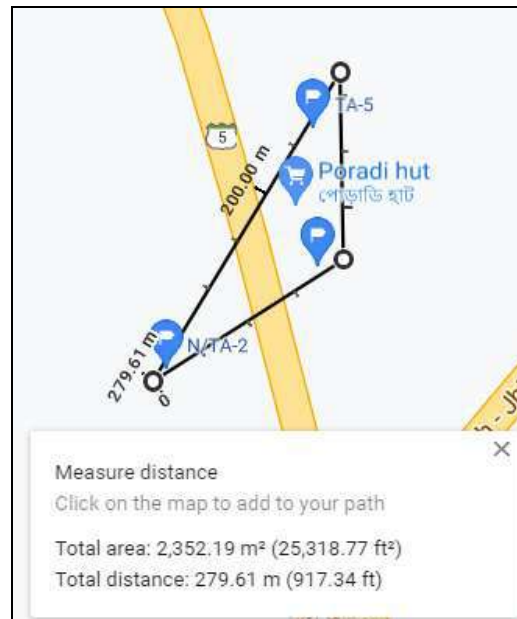 TA-5
5
200.00 m
Poradi hut
পোড়াডি হাট
N/TA-2
279.61 m
0
h - Jh
Measure distance
Click on the map to add to your path
Total area: 2,352.19 m² (25,318.77 ft²)
Total distance: 279.61 m (917.34 ft)